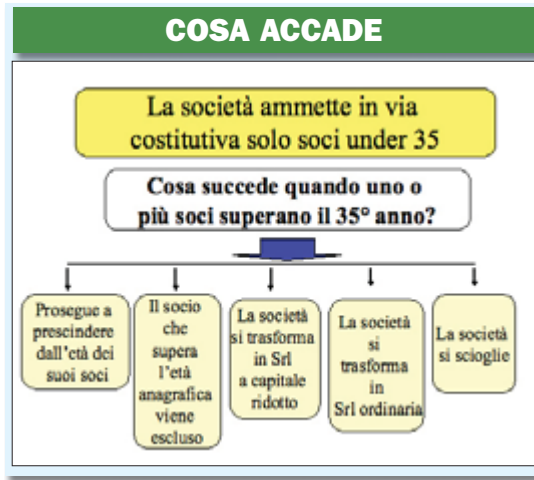 COSA ACCADE
La società ammette in via
costitutiva solo soci under 35
Cosa succede quando uno o
più soci superano il 35° anno?
Prosegue a
prescindere
dall'età dei
suoi soci
Il socio
che
supera
l'età
anagrafica
viene
escluso
La società
si trasforma
in Srl
a capitale
ridotto
La società
si
trasforma
in
Srl ordinaria
La società
si scioglie